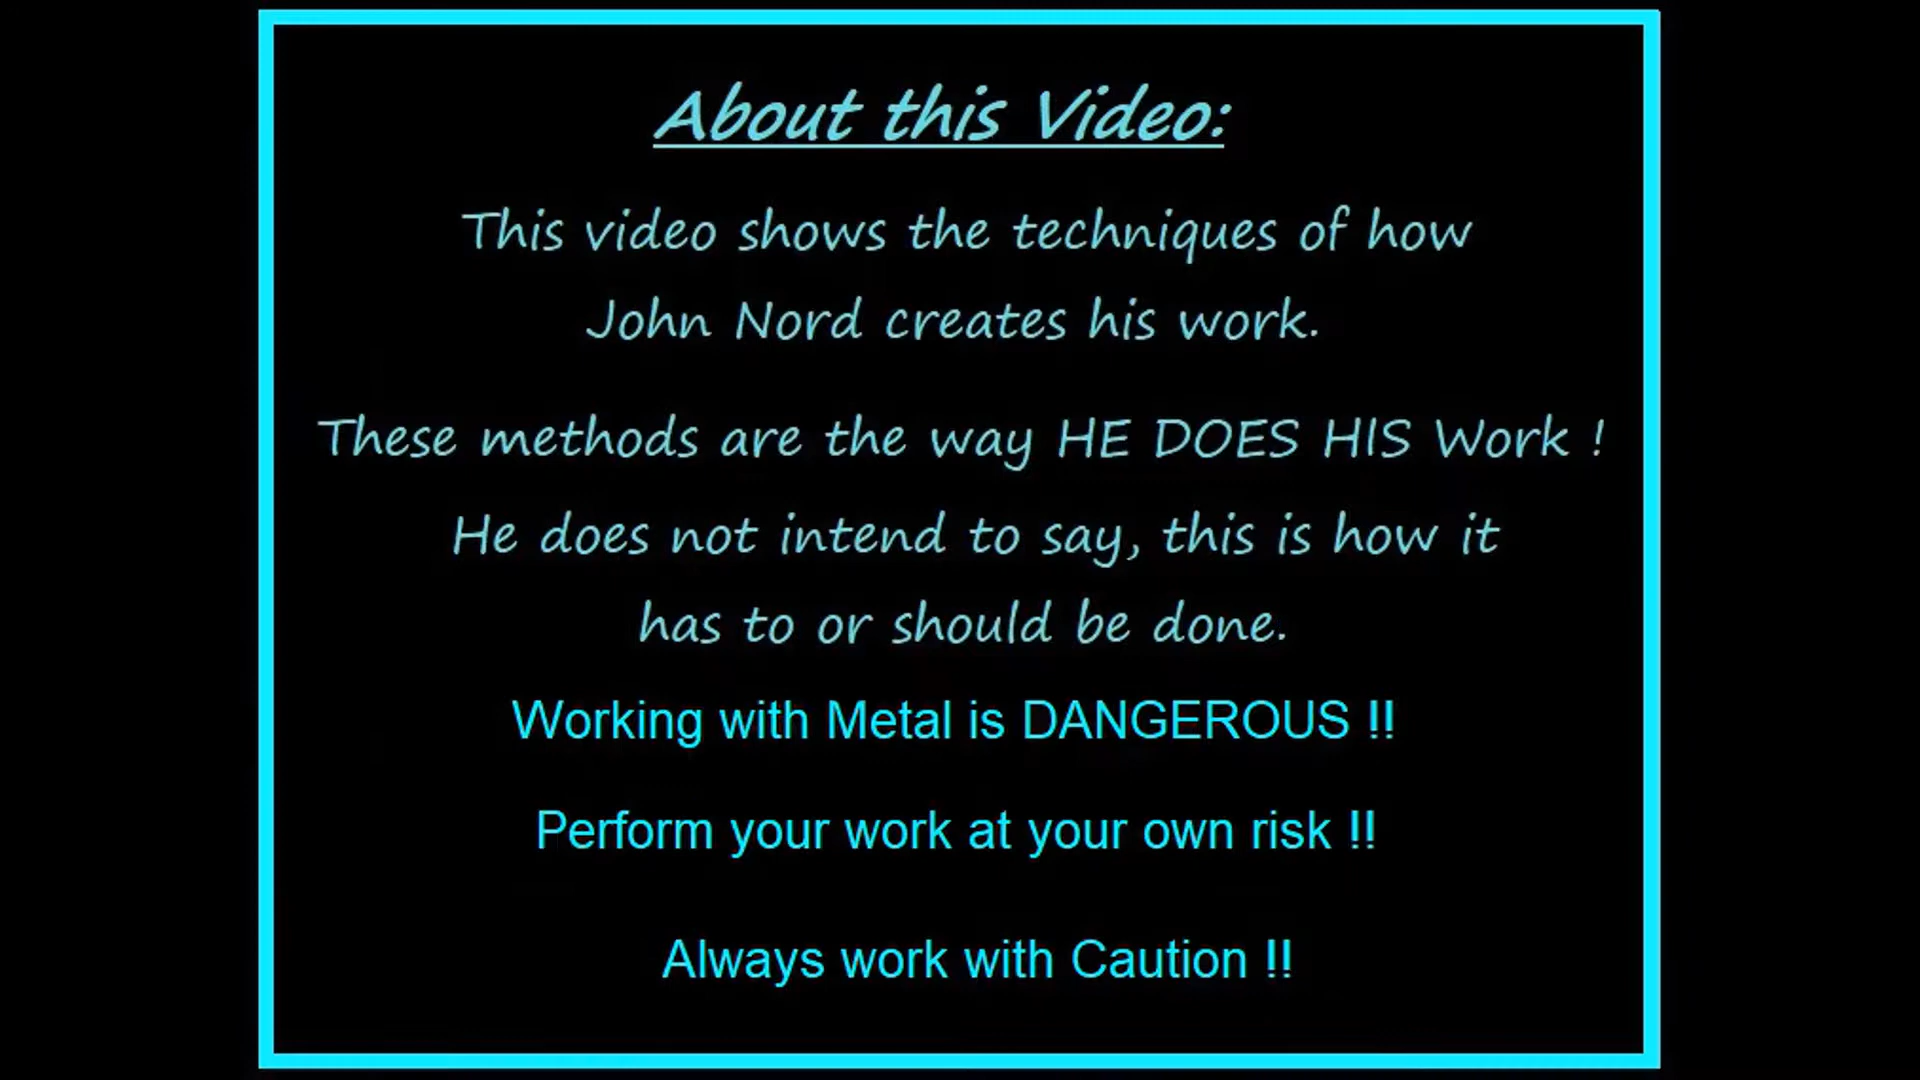 About this Video:
This video shows the techniques of how
John Nord creates his work.
These methods are the way HE DOES HIS Work !
He does not intend to say, this is how it
has to or should be done.
Working with Metal is DANGEROUS !!
Perform your work at your own risk !!
Always work with Caution !!